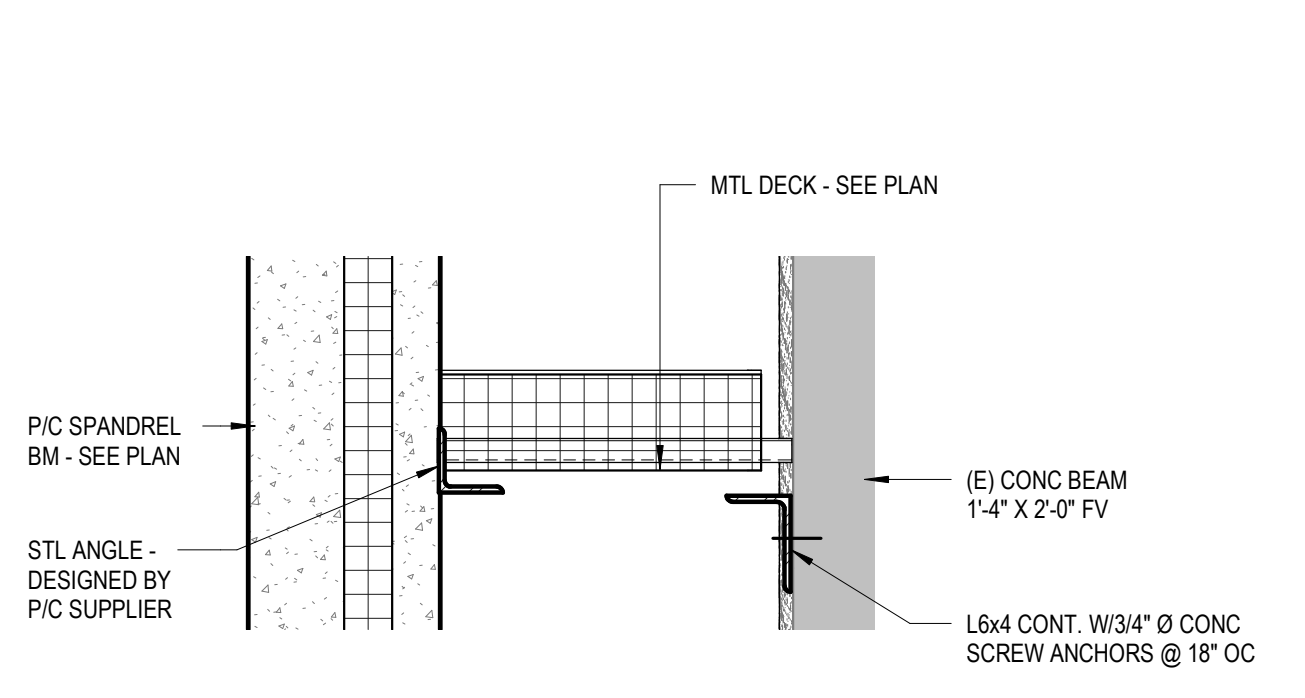 MTL DECK - SEE PLAN
P/C SPANDREL
BM - SEE PLAN
(E) CONC BEAM
1'-4" X 2'-0" FV
STL ANGLE -
DESIGNED BY
P/C SUPPLIER
L6x4 CONT. W/3/4" Ø CONC
SCREW ANCHORS @ 18" OC